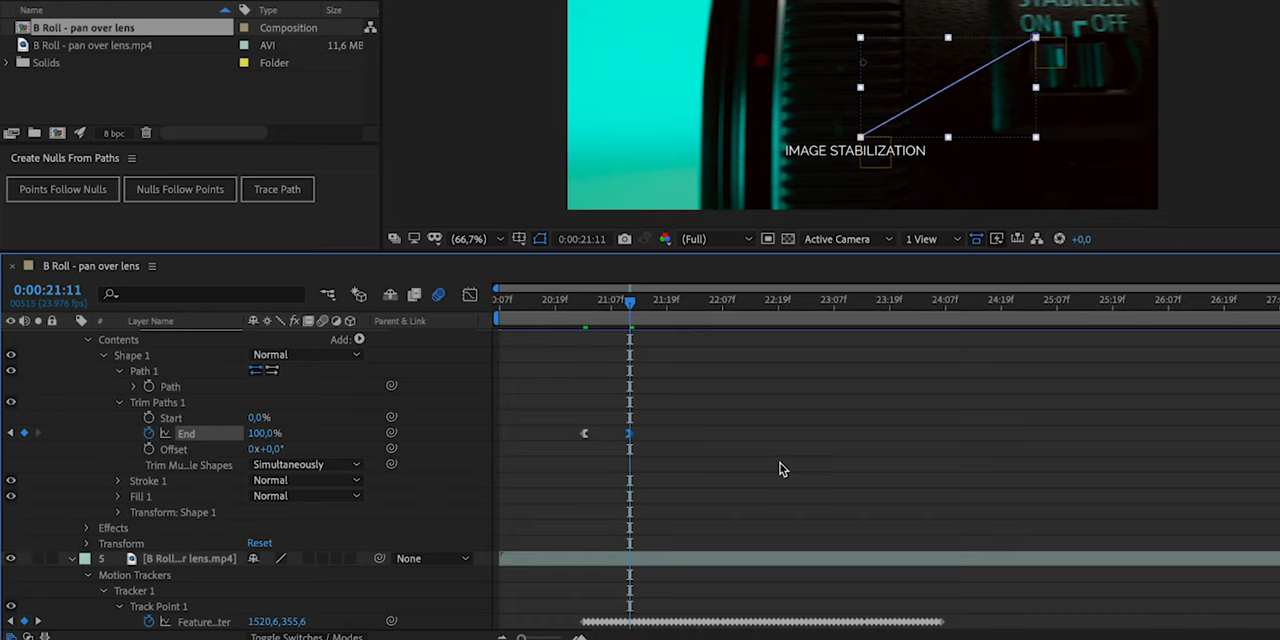 Name Type Size
B Roll - pan over lens Composition
B Roll - pan over lens.mp4 AVI 11,6 MB
Solids Folder
8 bpc
Create Nulls From Paths
Points Follow Nulls Nulls Follow Points Trace Path
STABILIZER
ON OFF
IMAGE STABILIZATION
(66,7%) 0:00:21:11 (Full) Active Camera 1 View +0,0
B Roll - pan over lens
0:00:21:11
00515 (23.976 fps)
0:07f 20:19f 21:07f 21:19f 22:07f 22:19f 23:07f 23:19f 24:07f 24:19f 25:07f 25:19f 26:07f 26:19f 27:0
# Layer Name fx Parent & Link
Contents Add:
Shape 1 Normal
Path 1
Path
Trim Paths 1
Start 0,0%
End 100,0%
Offset 0x+0,0°
Trim Mu...le Shapes Simultaneously
Stroke 1 Normal
Fill 1 Normal
Transform: Shape 1
Effects
Transform Reset
5 [B Roll...r lens.mp4] None
Motion Trackers
Tracker 1
Track Point 1
Feature...ter 1520,6,355,6
Toggle Switches / Modes